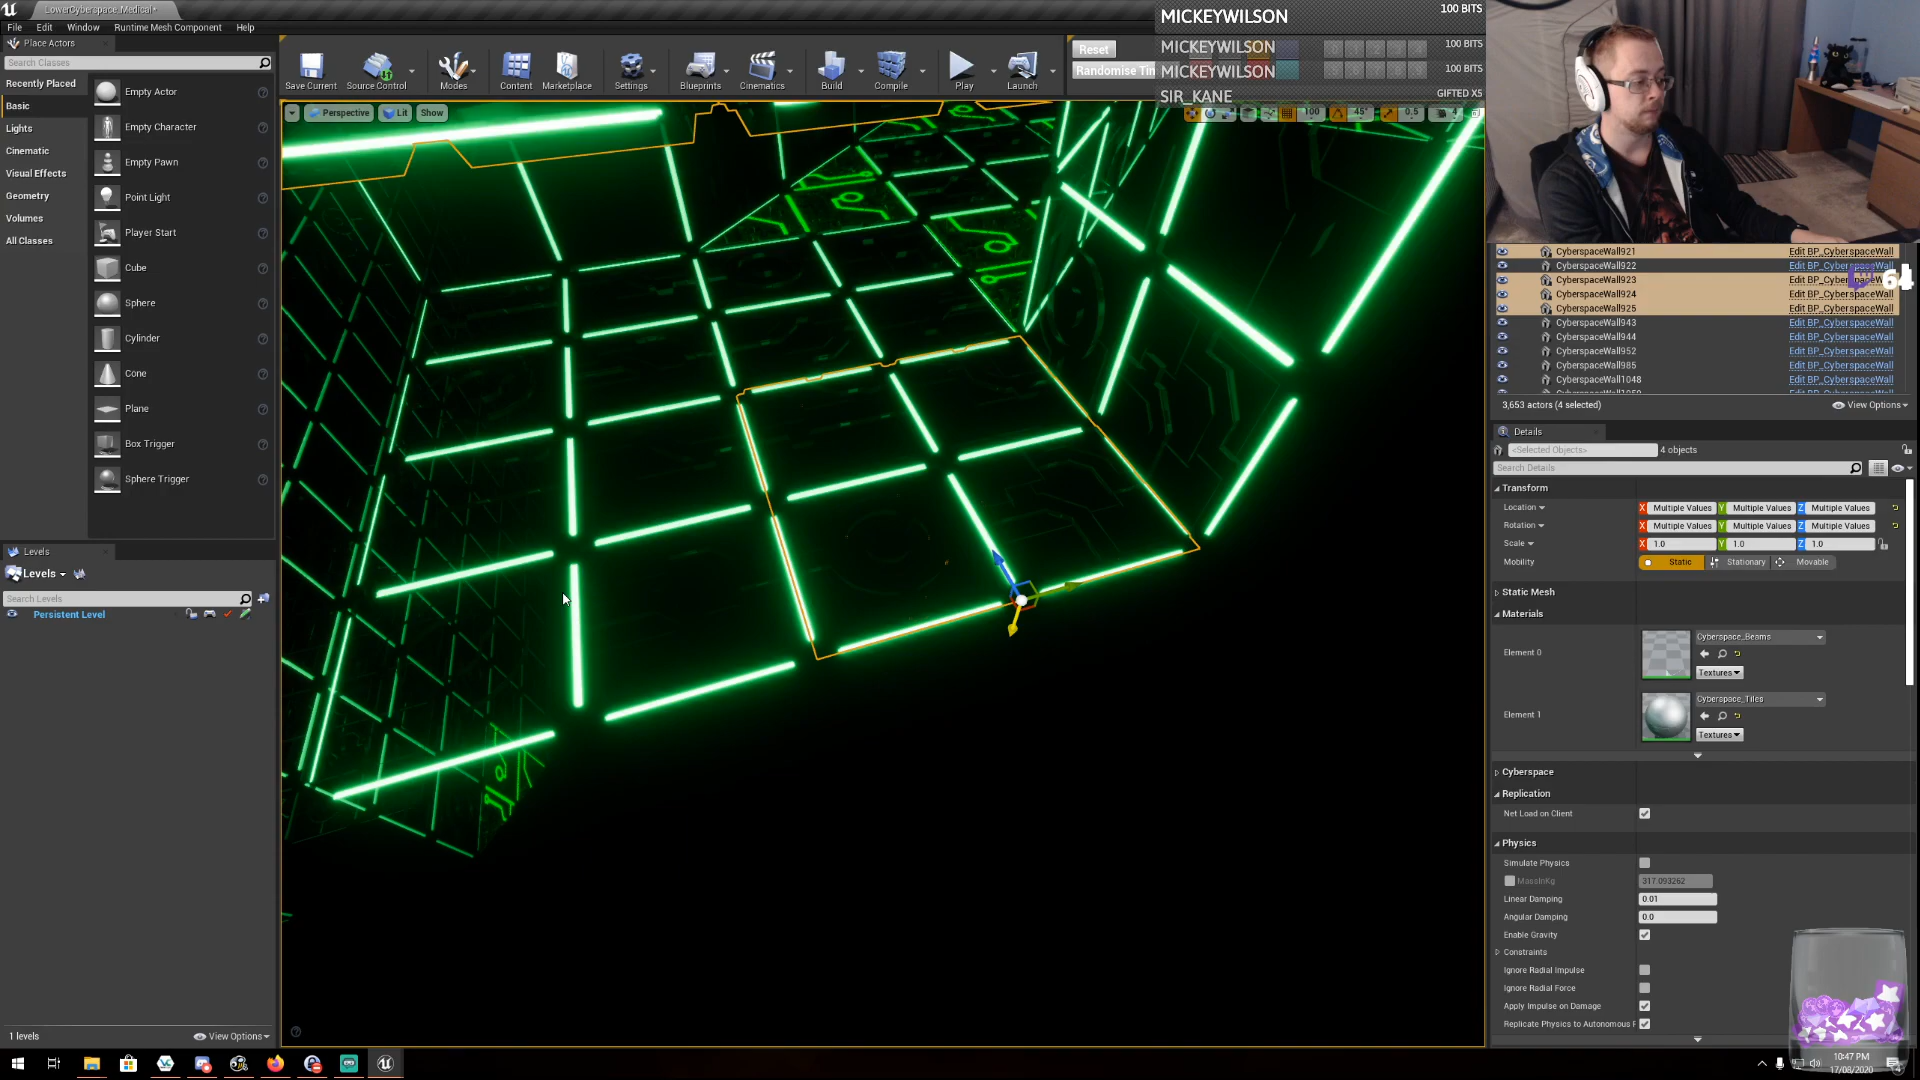 LowerCyberspace_Medical*
MICKEYWILSON
100 BITS
File Edit Window Runtime Mesh Component Help
Place Actors
MICKEYWILSON
100 BITS
Search Classes
Save Current
Source Control
Modes
Content
Marketplace
Settings
Blueprints
Cinematics
Build
Compile
Play
Launch
Reset
Randomise Tin
MICKEYWILSON
100 BITS
SIR_KANE
GIFTED X5
Recently Placed
Basic
Lights
Cinematic
Visual Effects
Geometry
Volumes
All Classes
Empty Actor
Empty Character
Empty Pawn
Point Light
Player Start
Cube
Sphere
Cylinder
Cone
Plane
Box Trigger
Sphere Trigger
Perspective
Lit
Show
100
45°
0.5
4
CyberspaceWall921 Edit BP_CyberspaceWall
CyberspaceWall922 Edit BP_CyberspaceWall
CyberspaceWall923 Edit BP_CyberspaceWall
CyberspaceWall924 Edit BP_CyberspaceWall
CyberspaceWall925 Edit BP_CyberspaceWall
CyberspaceWall943 Edit BP_CyberspaceWall
CyberspaceWall944 Edit BP_CyberspaceWall
CyberspaceWall952 Edit BP_CyberspaceWall
CyberspaceWall985 Edit BP_CyberspaceWall
CyberspaceWall1048 Edit BP_CyberspaceWall
64
3,653 actors (4 selected)
View Options
Details
<Selected Objects>
4 objects
Search Details
Transform
Location X Multiple Values Y Multiple Values Z Multiple Values
Rotation X Multiple Values Y Multiple Values Z Multiple Values
Scale X 1.0 Y 1.0 Z 1.0
Mobility Static Stationary Movable
Static Mesh
Materials
Element 0
Cyberspace_Beams
Textures
Element 1
Cyberspace_Tiles
Textures
Cyberspace
Replication
Net Load on Client
Physics
Simulate Physics
MassInKg 317.093262
Linear Damping 0.01
Angular Damping 0.0
Enable Gravity
Constraints
Ignore Radial Impulse
Ignore Radial Force
Apply Impulse on Damage
Replicate Physics to Autonomous P
Levels
Levels
Search Levels
Persistent Level
1 levels
View Options
10:47 PM
17/08/2020